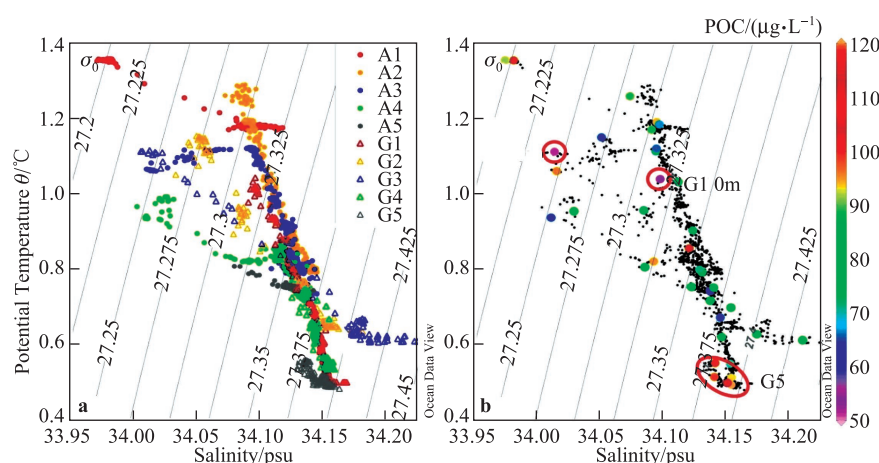 POC/(μg·L⁻¹)
1.4
1.2
1.0
0.8
0.6
0.4
Potential Temperature θ/℃
σ₀
27.2
27.225
27.25
27.275
27.3
27.325
27.35
27.375
27.425
27.45
A1
A2
A3
A4
A5
G1
G2
G3
G4
G5
a
Ocean Data View
33.95
34.00
34.05
34.10
34.15
34.20
Salinity/psu
1.4
1.2
1.0
0.8
0.6
0.4
σ₀
27.2
27.225
27.25
27.275
27.3
27.325
27.35
27.375
27.425
27.45
G1 0m
G5
b
Ocean Data View
34.00
34.05
34.10
34.15
34.20
Salinity/psu
120
110
100
90
80
70
60
50